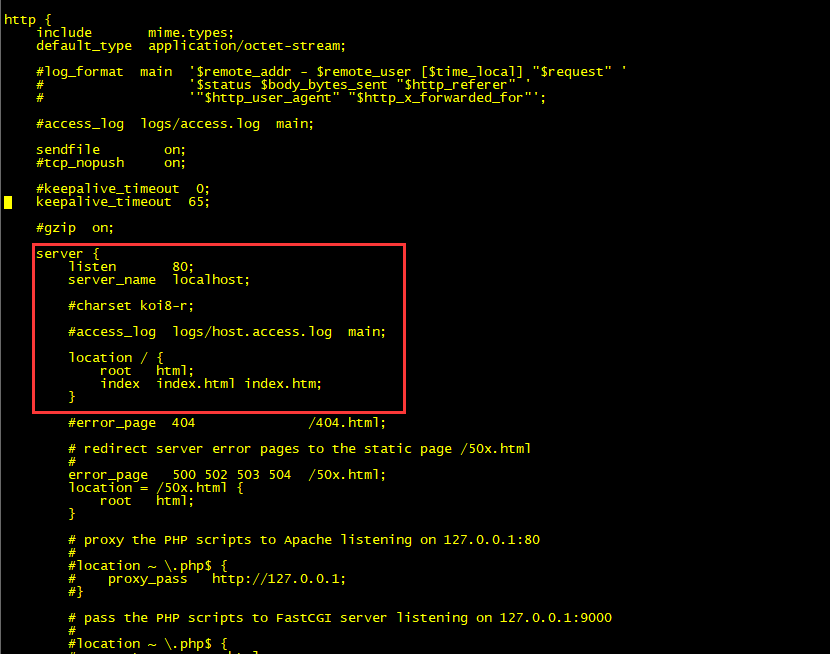 http {
    include       mime.types;
    default_type  application/octet-stream;
    #log_format  main  '$remote_addr - $remote_user [$time_local] "$request" '
    #                  '$status $body_bytes_sent "$http_referer" '
    #                  '"$http_user_agent" "$http_x_forwarded_for"';
    #access_log  logs/access.log  main;
    sendfile        on;
    #tcp_nopush     on;
    #keepalive_timeout  0;
    keepalive_timeout  65;
    #gzip  on;
    server {
        listen       80;
        server_name  localhost;
        #charset koi8-r;
        #access_log  logs/host.access.log  main;
        location / {
            root   html;
            index  index.html index.htm;
        }
        #error_page  404              /404.html;
        # redirect server error pages to the static page /50x.html
        #
        error_page   500 502 503 504  /50x.html;
        location = /50x.html {
            root   html;
        }
        # proxy the PHP scripts to Apache listening on 127.0.0.1:80
        #
        #location ~ \.php$ {
        #    proxy_pass   http://127.0.0.1;
        #}
        # pass the PHP scripts to FastCGI server listening on 127.0.0.1:9000
        #
        #location ~ \.php$ {